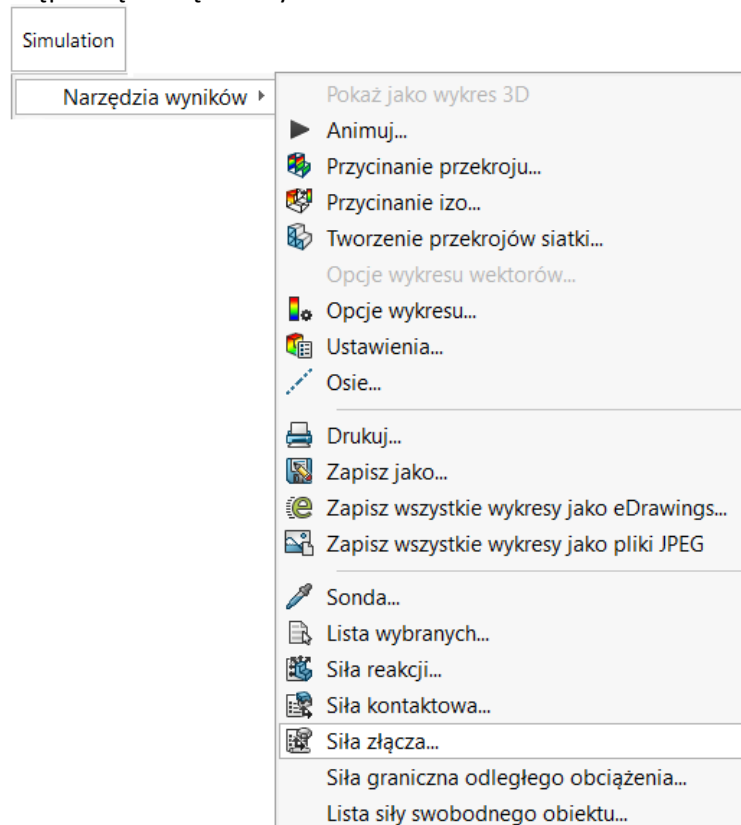 Simulation
Narzędzia wyników
Pokaż jako wykres 3D
Animuj...
Przycinanie przekroju...
Przycinanie izo...
Tworzenie przekrojów siatki...
Opcje wykresu wektorów...
Opcje wykresu...
Ustawienia...
Osie...
Drukuj...
Zapisz jako...
Zapisz wszystkie wykresy jako eDrawings...
Zapisz wszystkie wykresy jako pliki JPEG
Sonda...
Lista wybranych...
Siła reakcji...
Siła kontaktowa...
Siła złącza...
Siła graniczna odległego obciążenia...
Lista siły swobodnego obiektu...